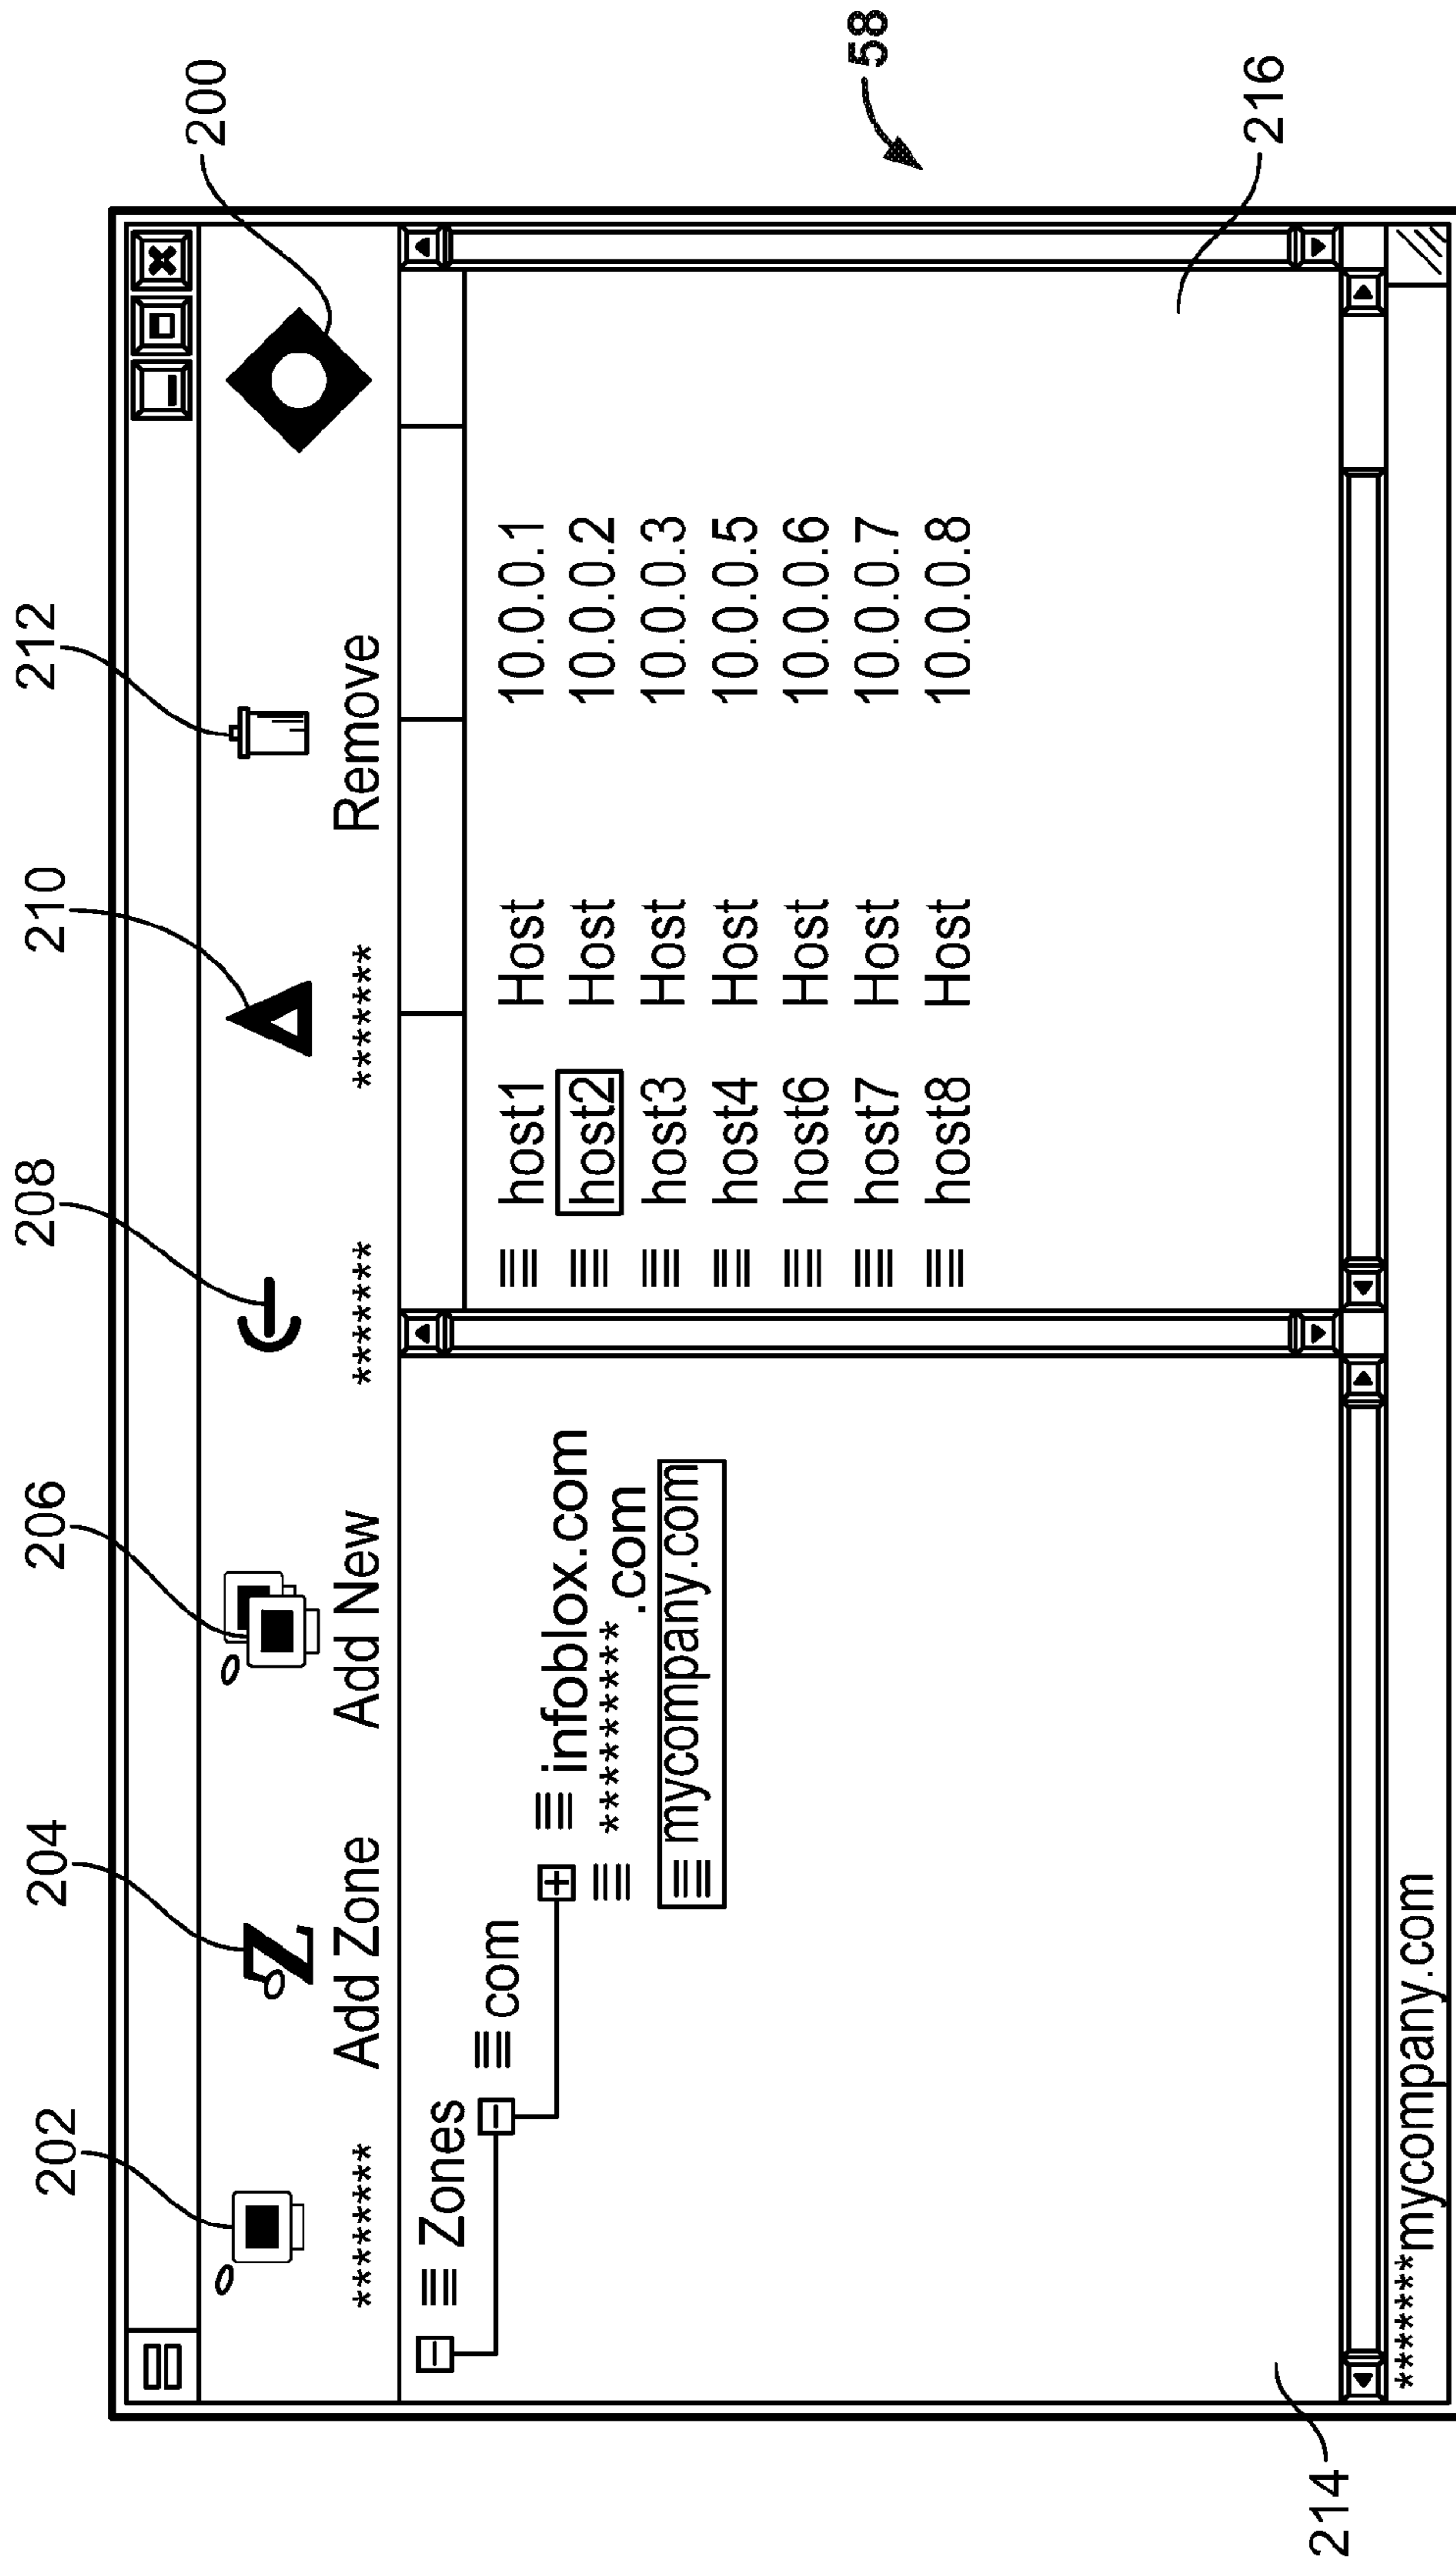 202
204
206
208
210
212
200
********
Add Zone
Add New
*******
*******
Remove
Zones
com
infoblox.com
********.com
mycompany.com
host1 Host 10.0.0.1
host2 Host 10.0.0.2
host3 Host 10.0.0.3
host4 Host 10.0.0.5
host6 Host 10.0.0.6
host7 Host 10.0.0.7
host8 Host 10.0.0.8
58
214
216
*******mycompany.com